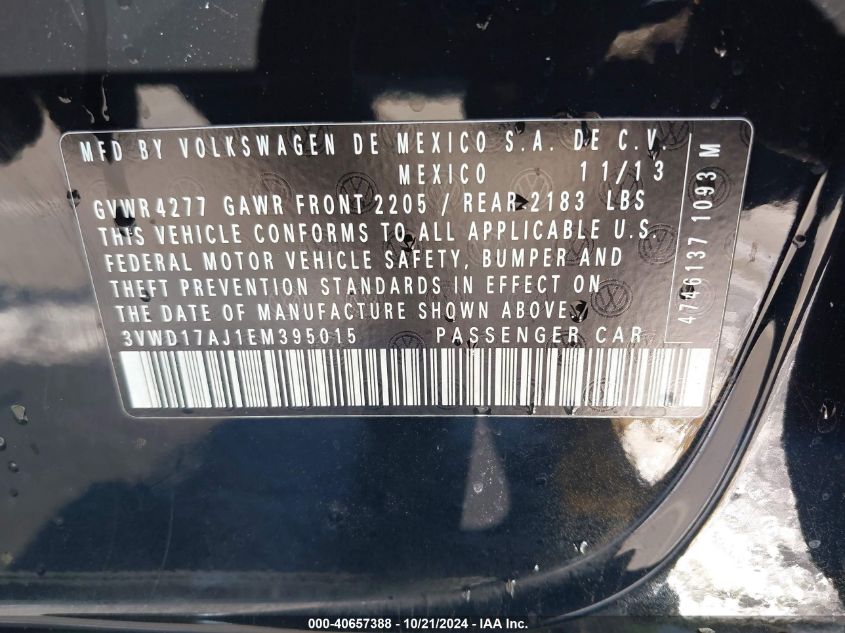 MFD BY VOLKSWAGEN DE MEXICO S.A. DE C.V.
MEXICO 11/13
GVWR 4277 GAWR FRONT 2205 / REAR 2183 LBS
THIS VEHICLE CONFORMS TO ALL APPLICABLE U.S.
FEDERAL MOTOR VEHICLE SAFETY, BUMPER AND
THEFT PREVENTION STANDARDS IN EFFECT ON
THE DATE OF MANUFACTURE SHOWN ABOVE.
3VWD17AJ1EM395015 PASSENGER CAR
4746137 1093 M
000-40657388 - 10/21/2024 - IAA Inc.